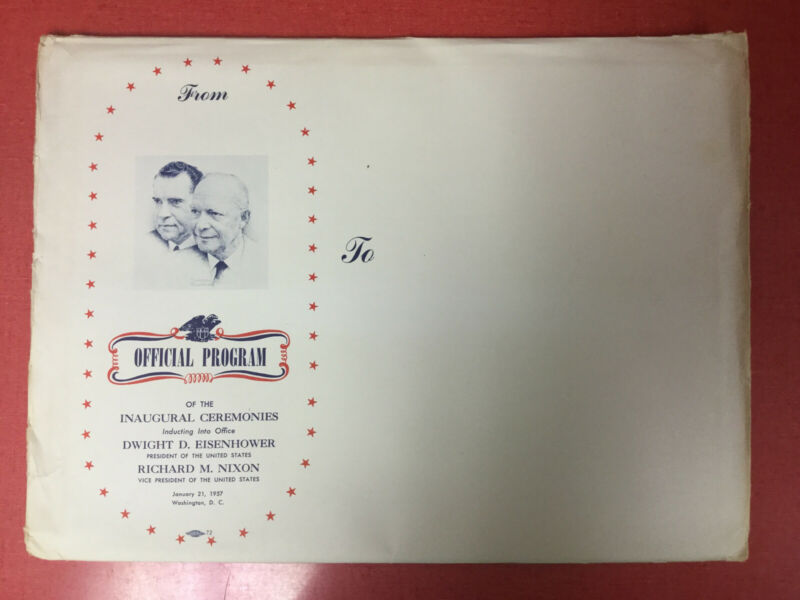 From
To
OFFICIAL PROGRAM
OF THE
INAUGURAL CEREMONIES
Inducting Into Office
DWIGHT D. EISENHOWER
PRESIDENT OF THE UNITED STATES
RICHARD M. NIXON
VICE PRESIDENT OF THE UNITED STATES
January 21, 1957
Washington, D. C.
72